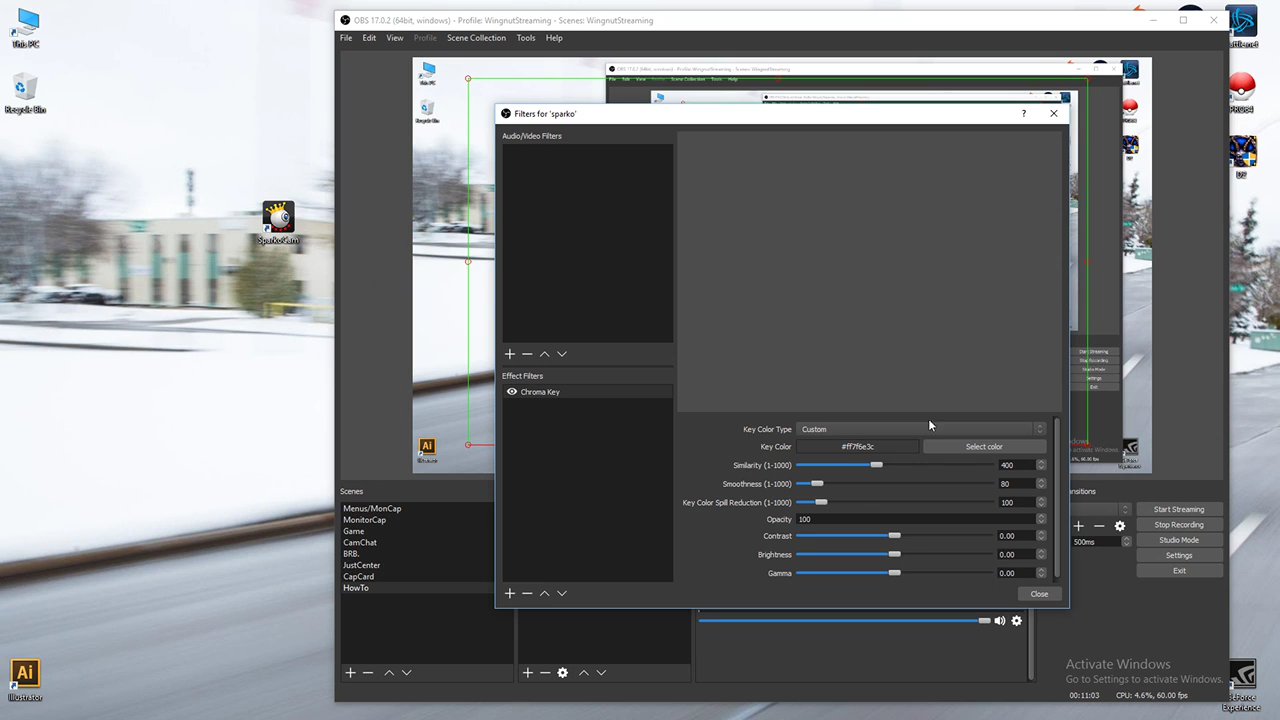 This PC
Recycle Bin
SparkoCam
Illustrator
OBS 17.0.2 (64bit, windows) - Profile: WingnutStreaming - Scenes: WingnutStreaming
File Edit View Profile Scene Collection Tools Help
Filters for 'sparko'
?
Audio/Video Filters
Effect Filters
Chroma Key
Key Color Type Custom
Key Color #ff7f6e3c Select color
Similarity (1-1000) 400
Smoothness (1-1000) 80
Key Color Spill Reduction (1-1000) 100
Opacity 100
Contrast 0.00
Brightness 0.00
Gamma 0.00
Close
Scenes
Menus/MonCap
MonitorCap
Game
CamChat
BRB.
JustCenter
CapCard
HowTo
500ms
Start Streaming
Stop Recording
Studio Mode
Settings
Exit
Activate Windows
Go to Settings to activate Windows.
00:11:03 CPU: 4.6%, 60.00 fps
Experience
Ai